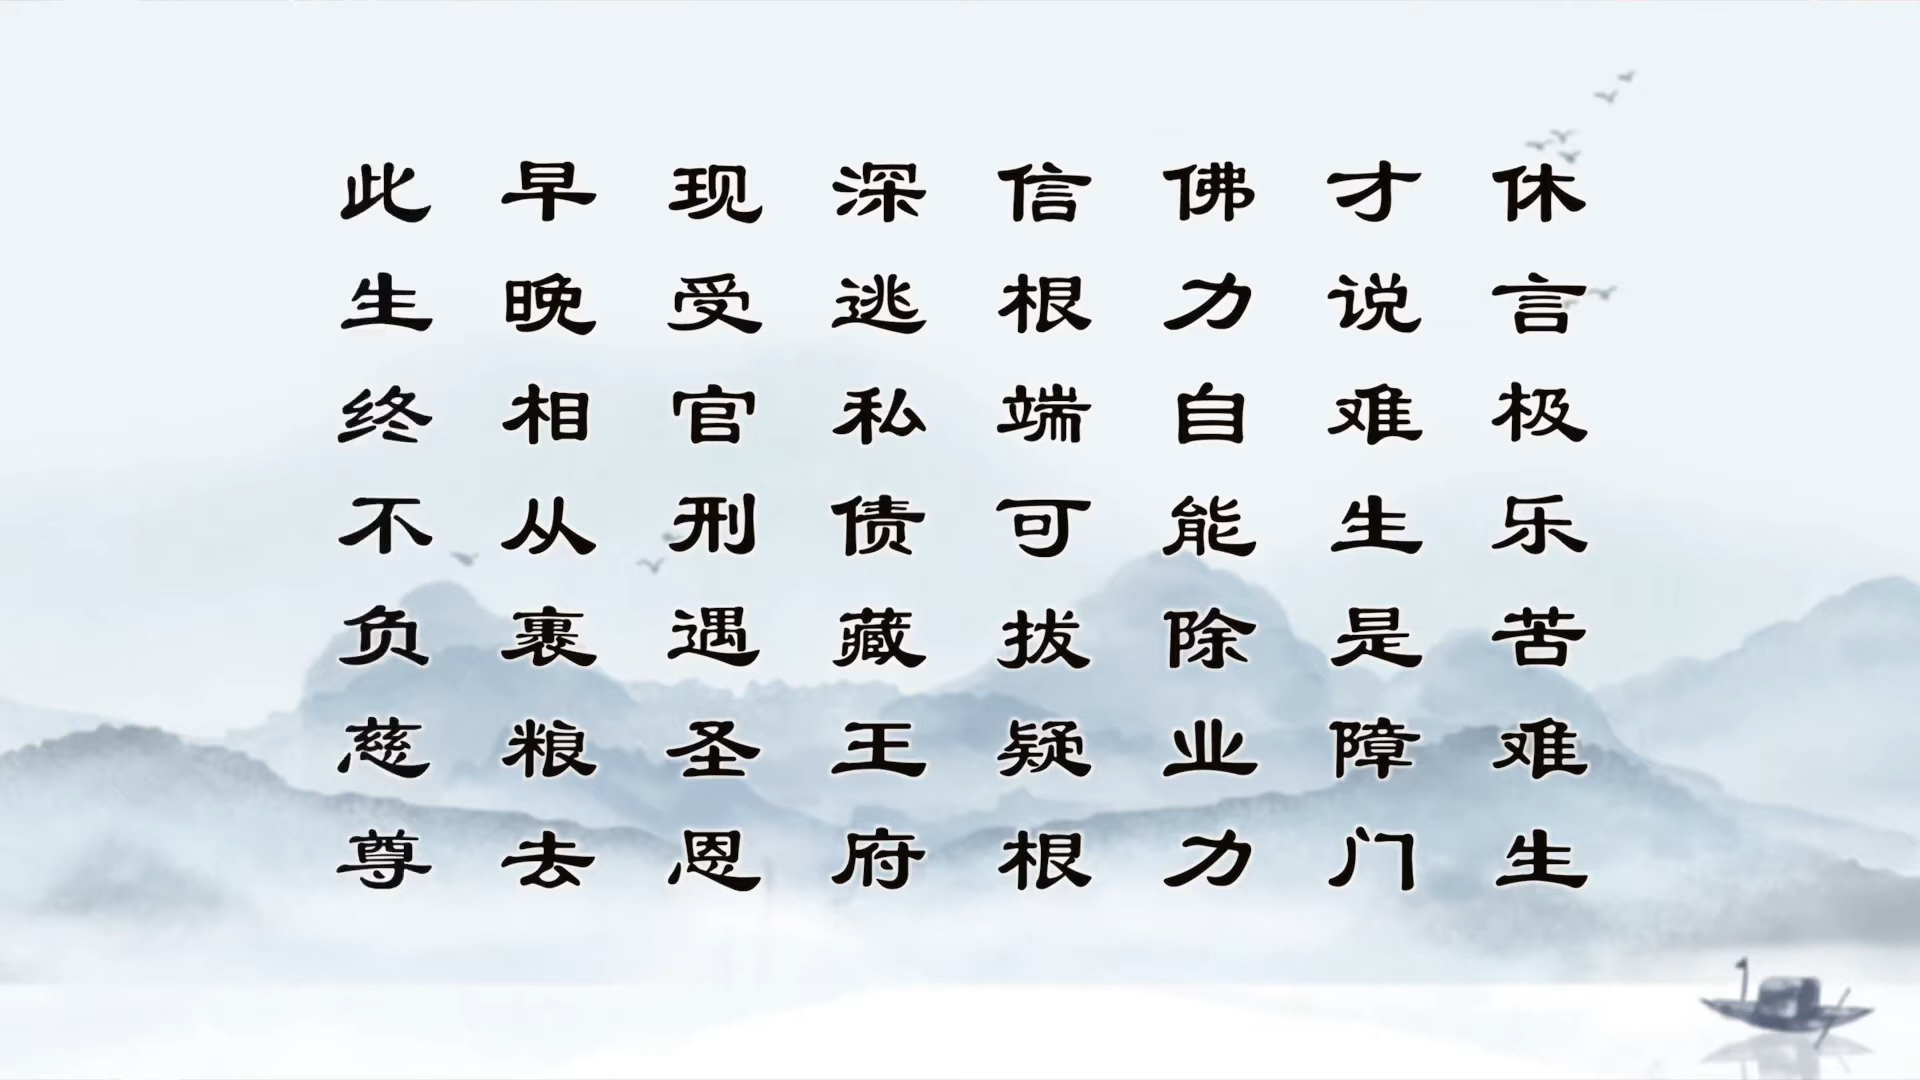 休言极乐苦难生
才说难生是障门
佛力自能除业力
信根端可拔疑根
深逃私债藏王府
现受官刑遇圣恩
早晚相从裹粮去
此生终不负慈尊